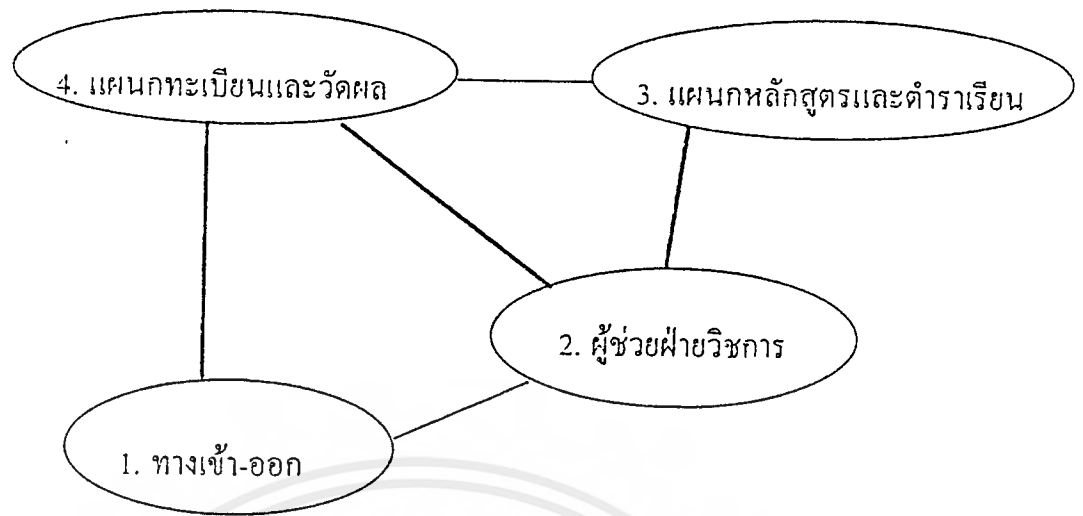 4. แผนกทะเบียนและวัดผล
3. แผนกหลักสูตรและตำราเรียน
2. ผู้ช่วยฝ่ายวิชการ
1. ทางเข้า-ออก